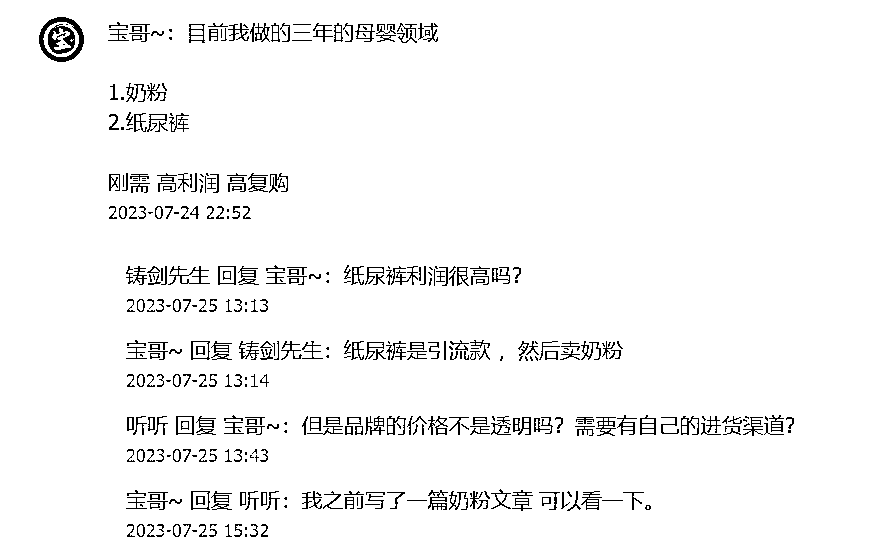 宝
宝哥~：目前我做的三年的母婴领域
1.奶粉
2.纸尿裤
刚需 高利润 高复购
2023-07-24 22:52
铸剑先生 回复 宝哥~：纸尿裤利润很高吗？
2023-07-25 13:13
宝哥~ 回复 铸剑先生：纸尿裤是引流款 ，然后卖奶粉
2023-07-25 13:14
听听 回复 宝哥~：但是品牌的价格不是透明吗？需要有自己的进货渠道？
2023-07-25 13:43
宝哥~ 回复 听听：我之前写了一篇奶粉文章 可以看一下。
2023-07-25 15:32